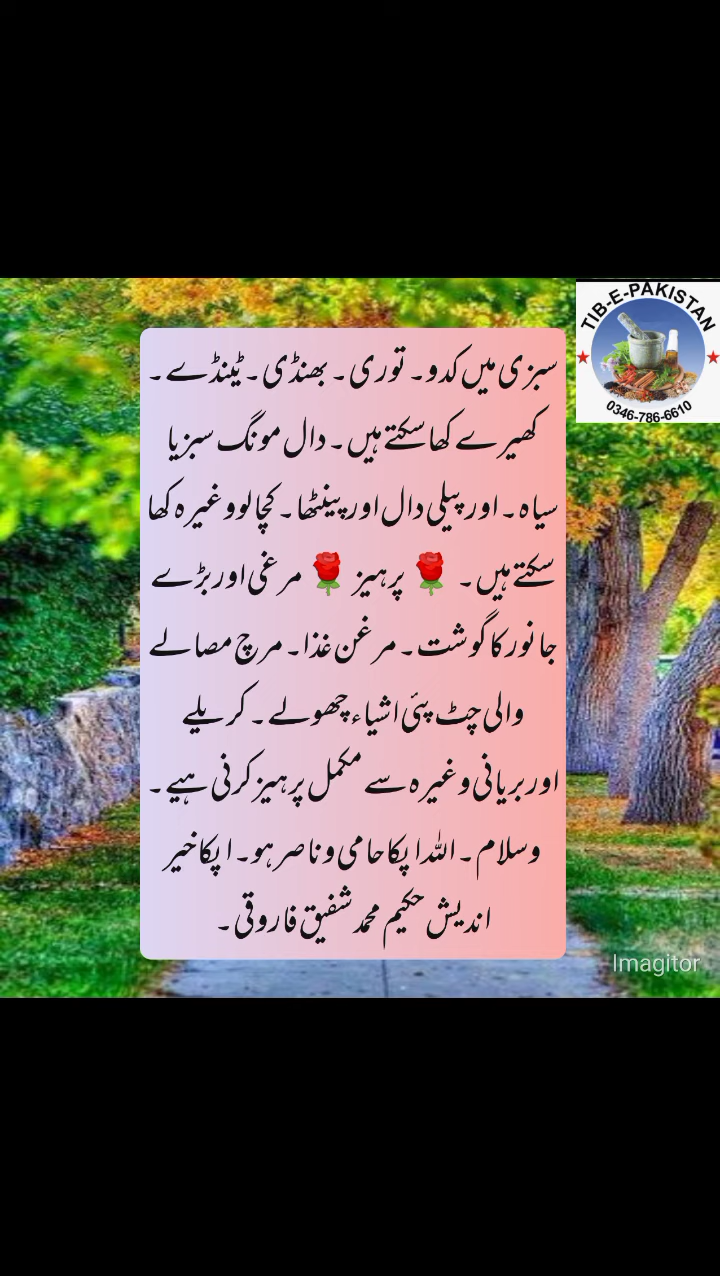 TIB-E-PAKISTAN
0346-786-6610
سبزی میں کدو۔ توری۔ بھنڈی۔ ٹینڈے۔
کھیرے کھا سکتے ہیں۔ دال مونگ سبز یا
سیاہ۔ اور پیلی دال اور پیٹھا۔ کچالو وغیرہ کھا
سکتے ہیں۔ 🌹 پرہیز 🌹 مرغی اور بڑے
جانور کا گوشت۔ مرغن غذا۔ مرچ مصالے
والی چٹ پٹی اشیاء چھولے۔ کریلے
اور بریانی وغیرہ سے مکمل پرہیز کرنی ہیے۔
وسلام۔ اللہ اپکا حامی و ناصر ہو۔ اپکا خیر
اندیش حکیم محمد شفیق فاروقی۔
Imagitor